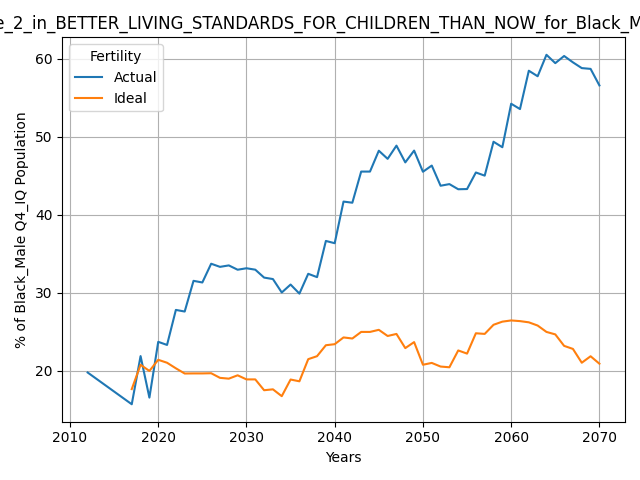 e_2_in_BETTER_LIVING_STANDARDS_FOR_CHILDREN_THAN_NOW_for_Black_M
Fertility
Actual
Ideal
% of Black_Male Q4_IQ Population
60
50
40
30
20
2010 2020 2030 2040 2050 2060 2070
Years